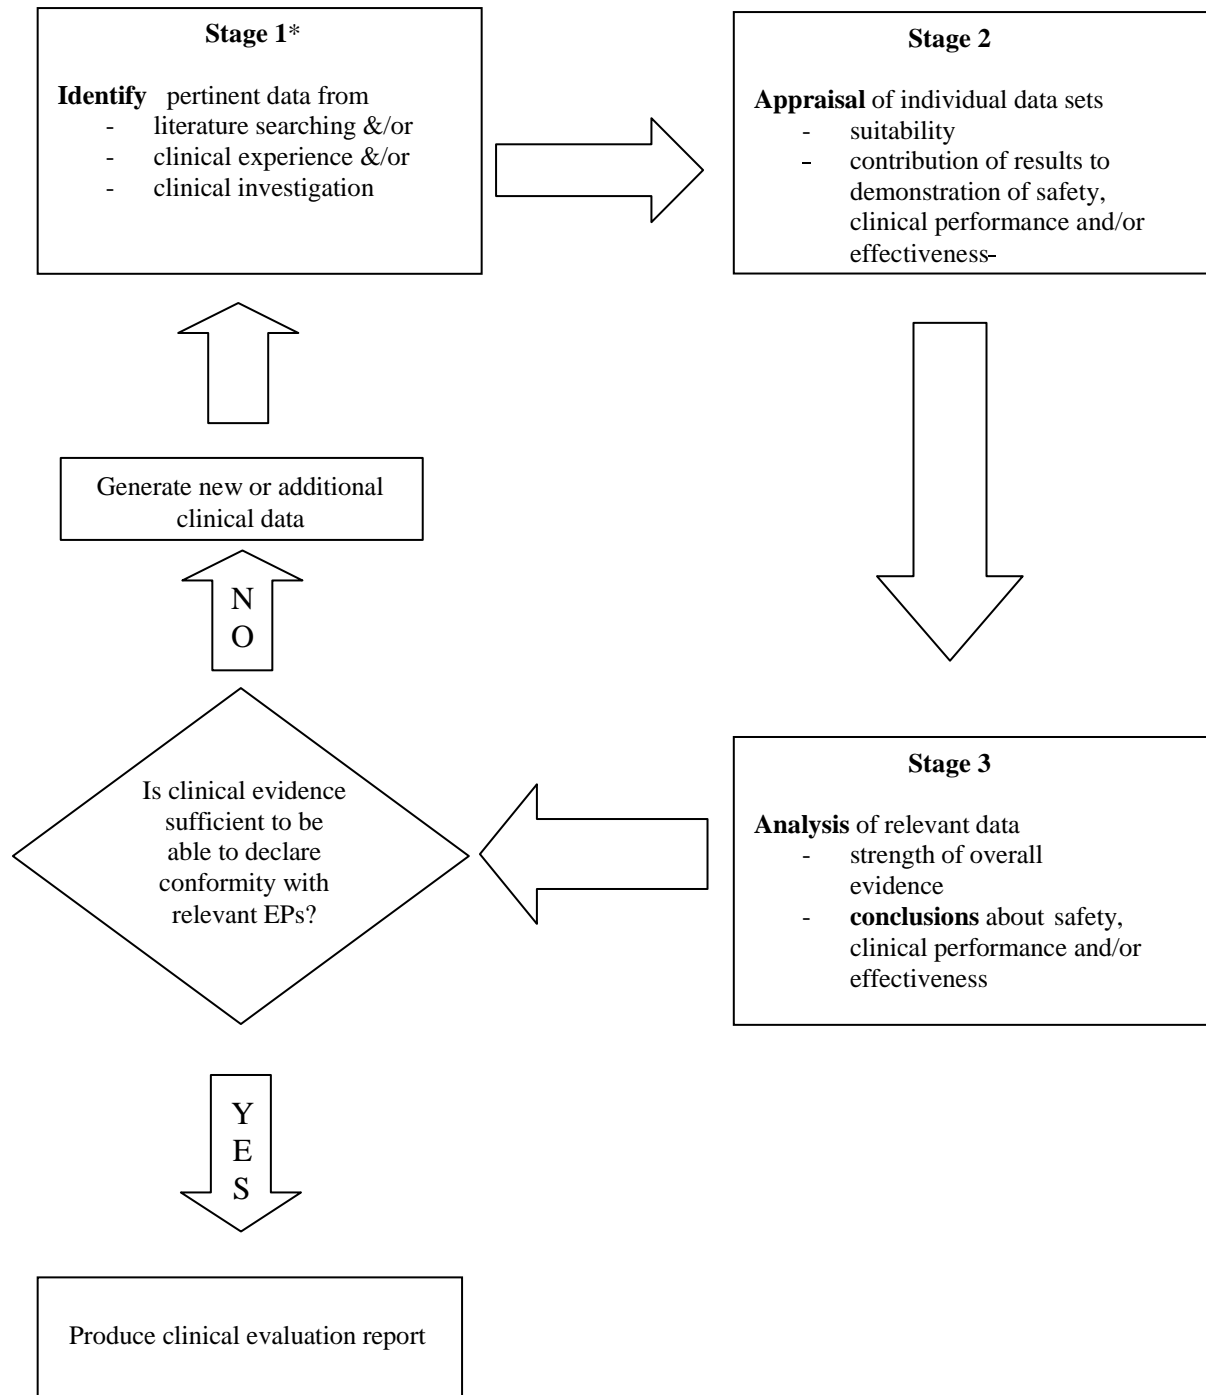 Stage 1*
Identify pertinent data from
- literature searching &/or
- clinical experience &/or
- clinical investigation
Stage 2
Appraisal of individual data sets
- suitability
- contribution of results to
demonstration of safety,
clinical performance and/or
effectiveness-
Generate new or additional
clinical data
N
O
Is clinical evidence
sufficient to be
able to declare
conformity with
relevant EPs?
Stage 3
Analysis of relevant data
- strength of overall
evidence
- conclusions about safety,
clinical performance and/or
effectiveness
Y
E
S
Produce clinical evaluation report